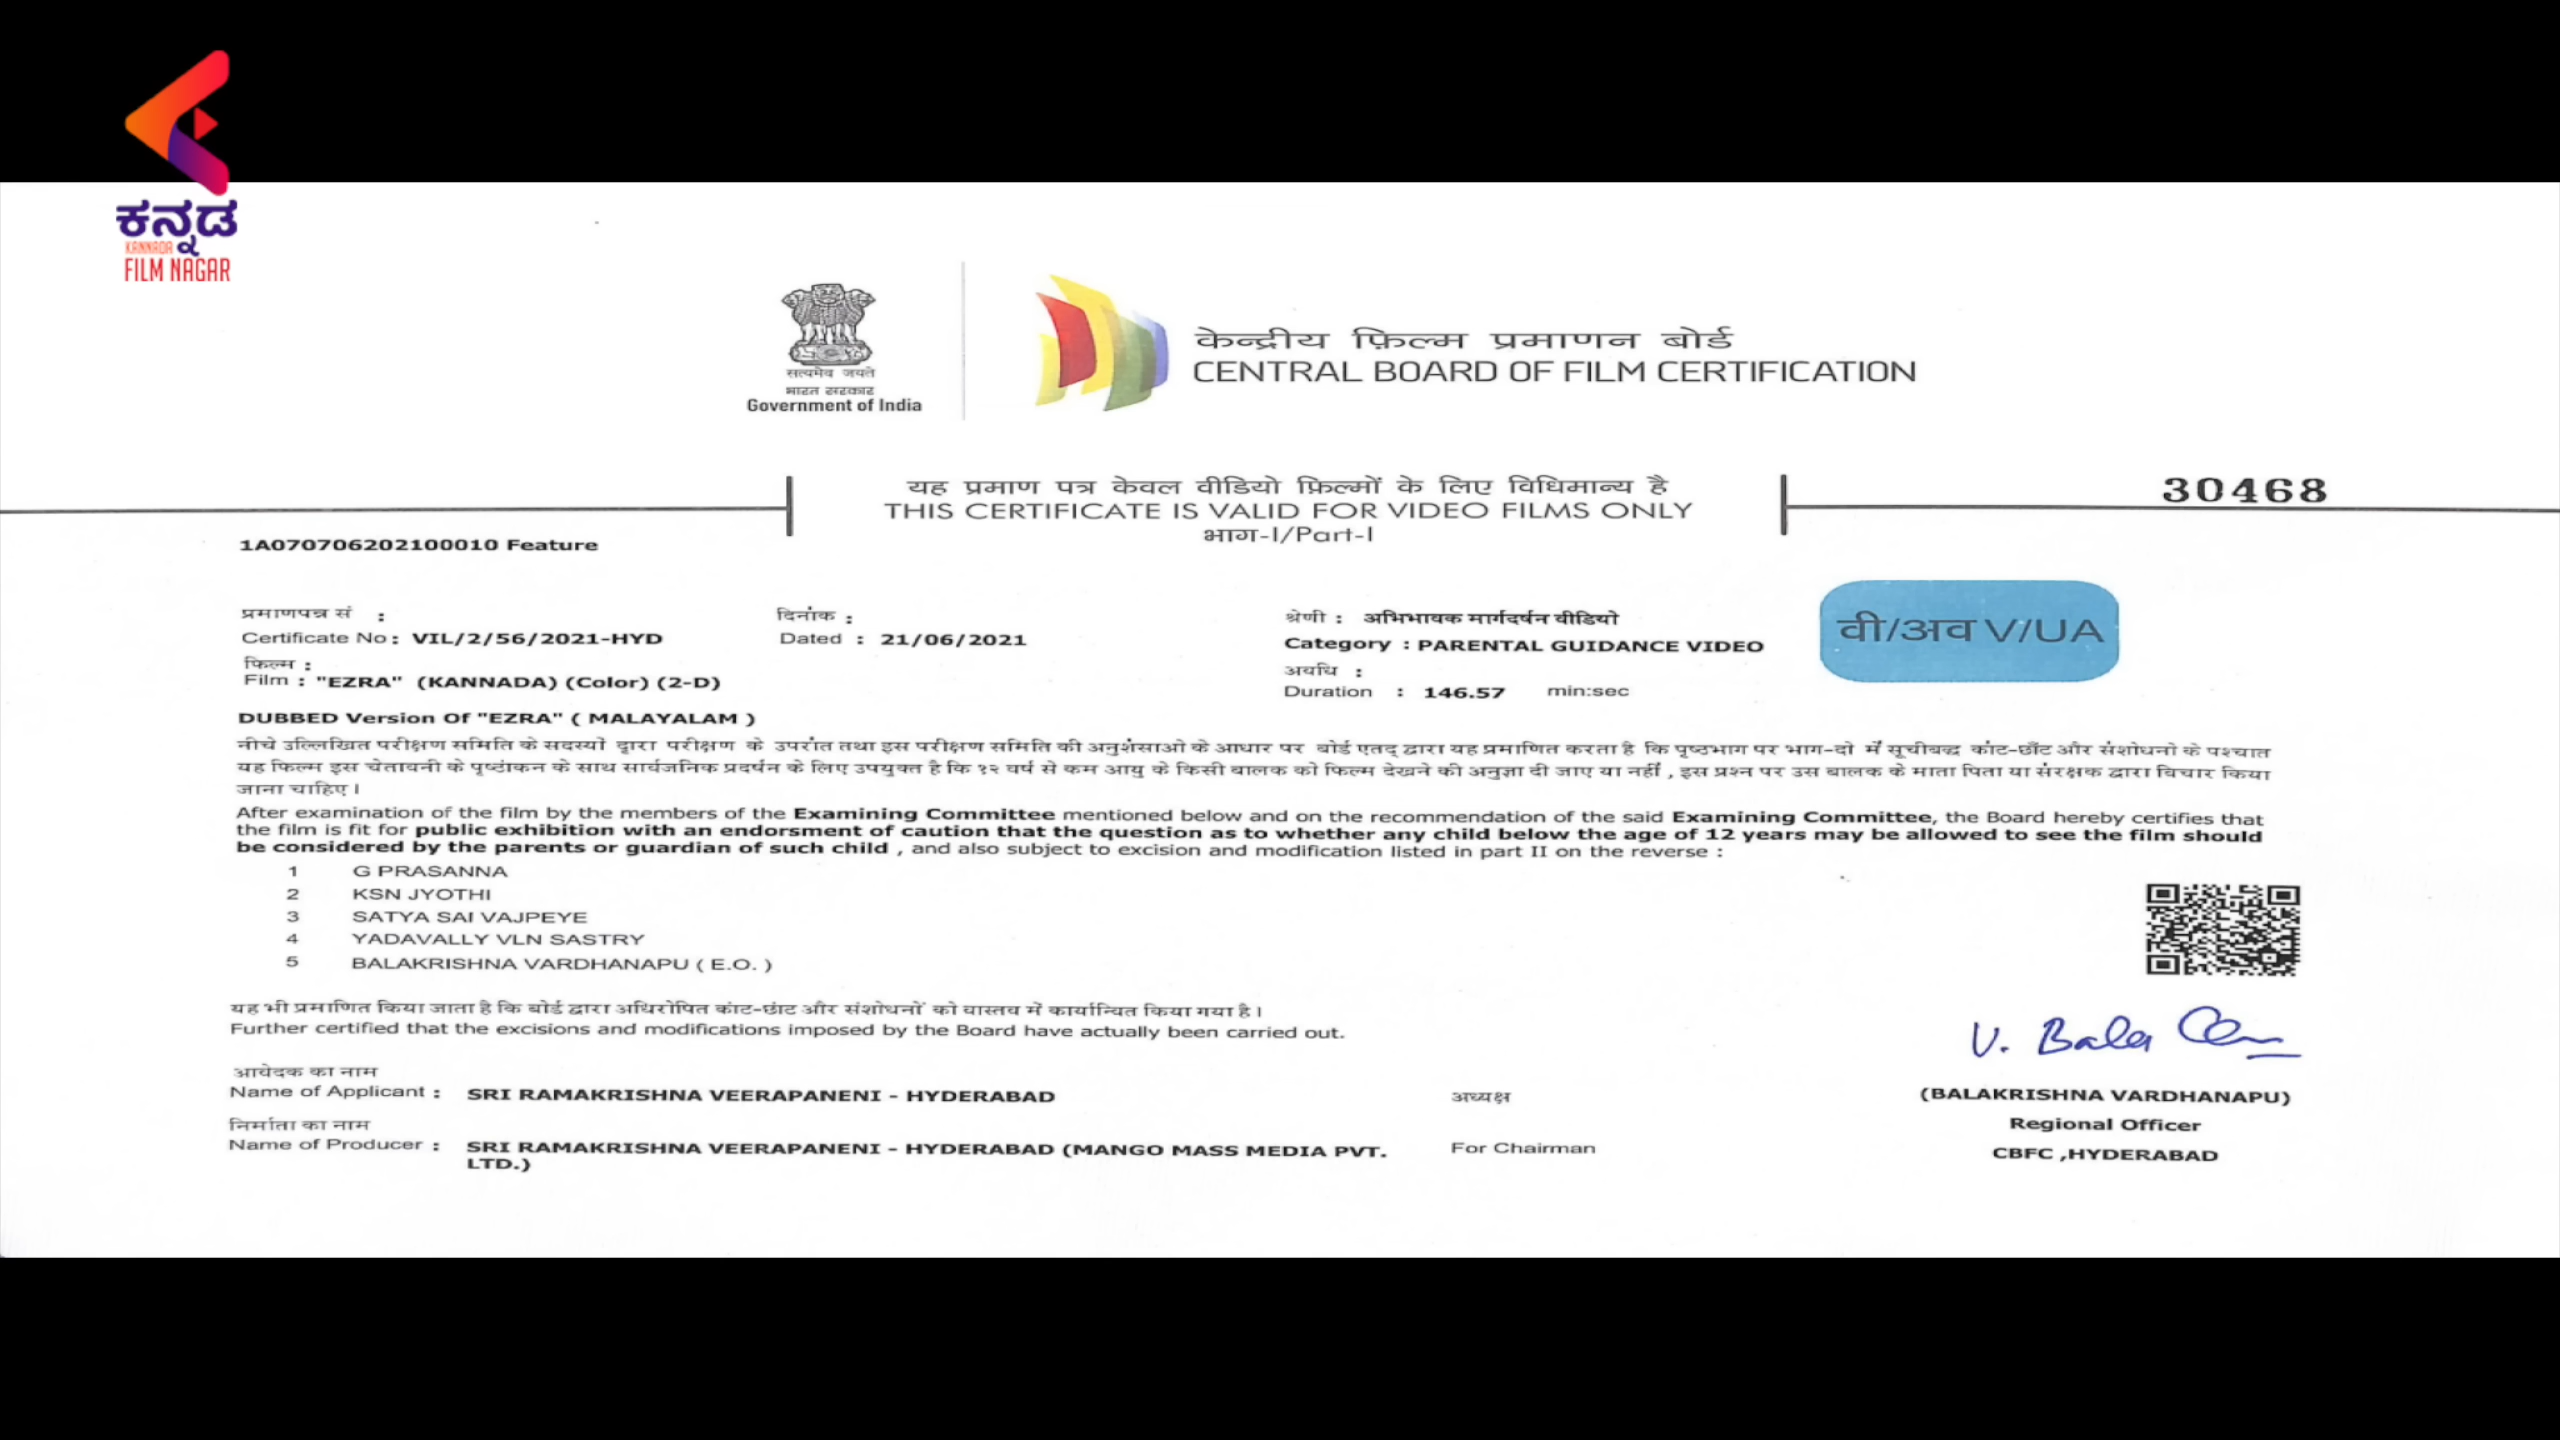 ಕನ್ನಡ
KANNADA
FILM NAGAR
सत्यमेव जयते
भारत सरकार
Government of India
केन्द्रीय फ़िल्म प्रमाणन बोर्ड
CENTRAL BOARD OF FILM CERTIFICATION
यह प्रमाण पत्र केवल वीडियो फ़िल्मों के लिए विधिमान्य है
THIS CERTIFICATE IS VALID FOR VIDEO FILMS ONLY
भाग-I/Part-I
30468
1A070706202100010 Feature
प्रमाणपत्र सं :
Certificate No : VIL/2/56/2021-HYD
दिनांक :
Dated : 21/06/2021
श्रेणी : अभिभावक मार्गदर्षन वीडियो
Category : PARENTAL GUIDANCE VIDEO
वी/अव V/UA
फिल्म :
Film : "EZRA" (KANNADA) (Color) (2-D)
अवधि :
Duration : 146.57 min:sec
DUBBED Version Of "EZRA" ( MALAYALAM )
नीचे उल्लिखित परीक्षण समिति के सदस्यों द्वारा परीक्षण के उपरांत तथा इस परीक्षण समिति की अनुशंसाओ के आधार पर बोर्ड एतद् द्वारा यह प्रमाणित करता है कि पृष्ठभाग पर भाग-दो में सूचीबद्ध कांट-छाँट और संशोधनो के पश्चात
यह फिल्म इस चेतावनी के पृष्ठांकन के साथ सार्वजनिक प्रदर्षन के लिए उपयुक्त है कि १२ वर्ष से कम आयु के किसी बालक को फिल्म देखने की अनुज्ञा दी जाए या नहीं , इस प्रश्न पर उस बालक के माता पिता या संरक्षक द्वारा विचार किया
जाना चाहिए ।
After examination of the film by the members of the Examining Committee mentioned below and on the recommendation of the said Examining Committee, the Board hereby certifies that
the film is fit for public exhibition with an endorsment of caution that the question as to whether any child below the age of 12 years may be allowed to see the film should
be considered by the parents or guardian of such child , and also subject to excision and modification listed in part II on the reverse :
1 G PRASANNA
2 KSN JYOTHI
3 SATYA SAI VAJPEYE
4 YADAVALLY VLN SASTRY
5 BALAKRISHNA VARDHANAPU ( E.O. )
यह भी प्रमाणित किया जाता है कि बोर्ड द्वारा अधिरोपित कांट-छांट और संशोधनों को वास्तव में कार्यान्वित किया गया है ।
Further certified that the excisions and modifications imposed by the Board have actually been carried out.
V. Bala
आवेदक का नाम
Name of Applicant : SRI RAMAKRISHNA VEERAPANENI - HYDERABAD
अध्यक्ष
(BALAKRISHNA VARDHANAPU)
Regional Officer
निर्माता का नाम
Name of Producer : SRI RAMAKRISHNA VEERAPANENI - HYDERABAD (MANGO MASS MEDIA PVT.
LTD.)
For Chairman
CBFC ,HYDERABAD